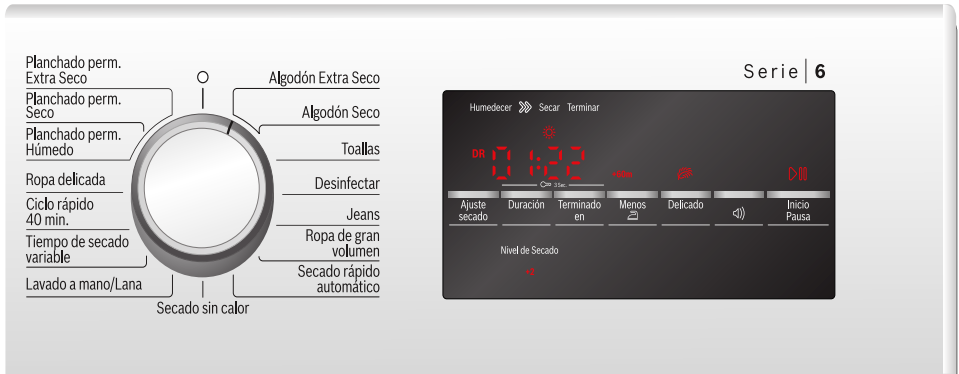 Serie | 6
Planchado perm.
Extra Seco
Planchado perm.
Seco
Planchado perm.
Húmedo
Ropa delicada
Ciclo rápido
40 min.
Tiempo de secado
variable
Lavado a mano/Lana
Secado sin calor
Algodón Extra Seco
Algodón Seco
Toallas
Desinfectar
Jeans
Ropa de gran
volumen
Secado rápido
automático
Humedecer Secar Terminar
DR 01:22
3 Sec.
Ajuste
secado
Duración
Terminado
en
Menos
Delicado
Inicio
Pausa
Nivel de Secado